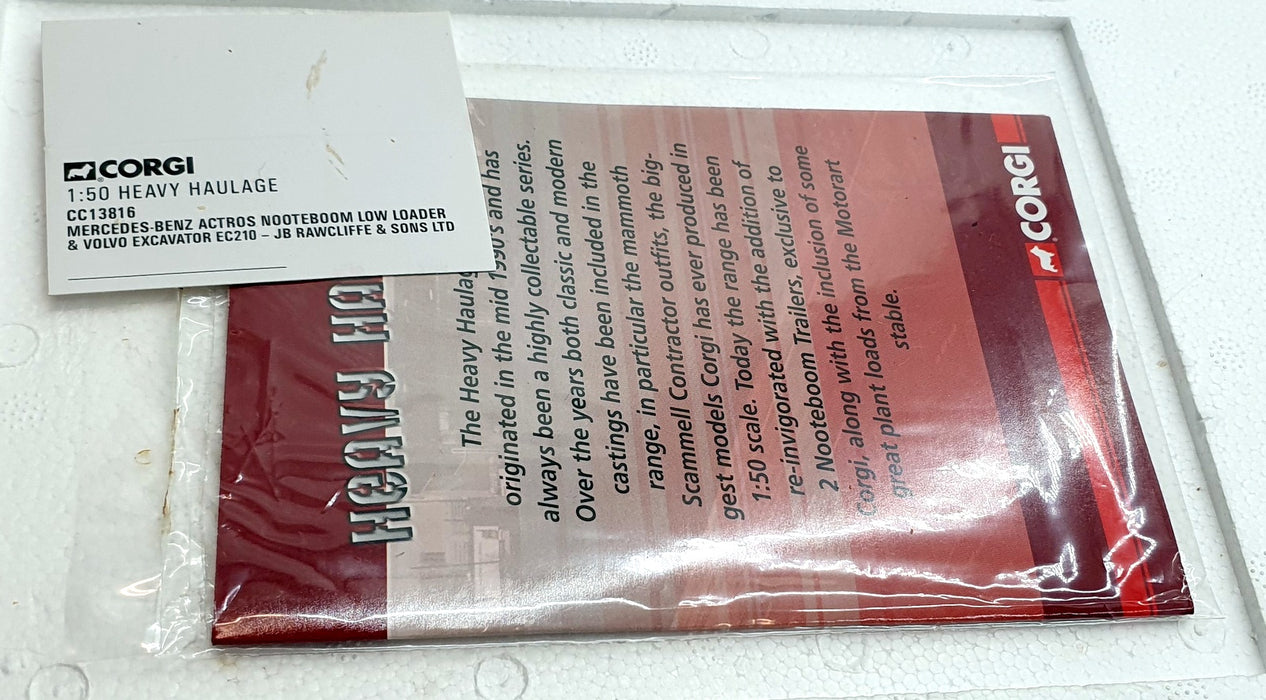 CORGI
1:50 HEAVY HAULAGE
CC13816
MERCEDES-BENZ ACTROS NOOTEBOOM LOW LOADER
& VOLVO EXCAVATOR EC210 – JB RAWCLIFFE & SONS LTD
HEAVY HA
The Heavy Haulag
originated in the mid 1990's and has
always been a highly collectable series.
Over the years both classic and modern
castings have been included in the
range, in particular the mammoth
Scammell Contractor outfits, the big-
gest models Corgi has ever produced in
1:50 scale. Today the range has been
re-invigorated with the addition of
2 Nooteboom Trailers, exclusive to
Corgi, along with the inclusion of some
great plant loads from the Motorart
stable.
CORGI